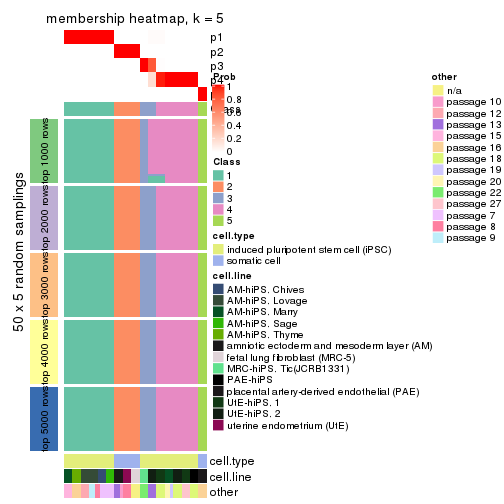 membership heatmap, k = 5
p1
p2
p3
p4
50 x 5 random samplings
top 1000 rows
top 2000 rows
top 3000 rows
top 4000 rows
top 5000 rows
cell.type
cell.line
other
Prob
1
0.8
0.6
0.4
0.2
0
Class
1
2
3
4
5
cell.type
induced pluripotent stem cell (iPSC)
somatic cell
cell.line
AM-hiPS. Chives
AM-hiPS. Lovage
AM-hiPS. Marry
AM-hiPS. Sage
AM-hiPS. Thyme
amniotic ectoderm and mesoderm layer (AM)
fetal lung fibroblast (MRC-5)
MRC-hiPS. Tic(JCRB1331)
PAE-hiPS
placental artery-derived endothelial (PAE)
UtE-hiPS. 1
UtE-hiPS. 2
uterine endometrium (UtE)
other
n/a
passage 10
passage 12
passage 13
passage 15
passage 16
passage 18
passage 19
passage 20
passage 22
passage 27
passage 7
passage 8
passage 9